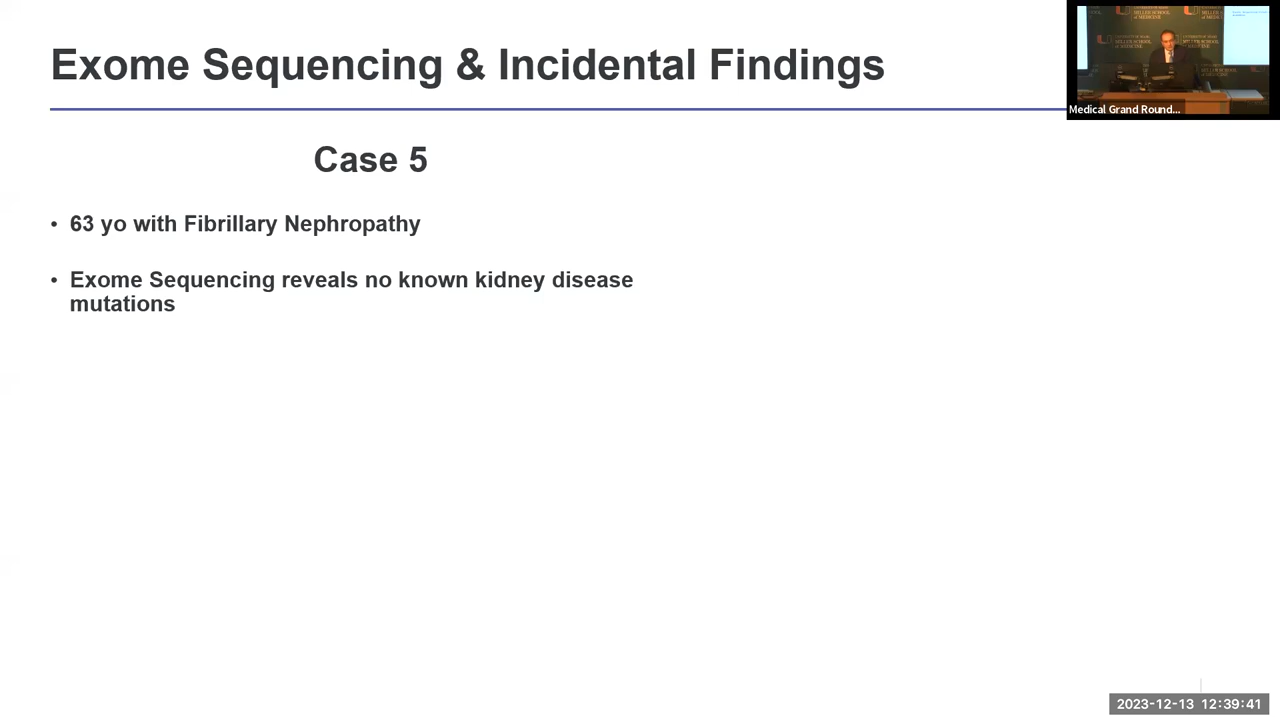 Exome Sequencing & Incidental Findings
Case 5
• 63 yo with Fibrillary Nephropathy
• Exome Sequencing reveals no known kidney disease
mutations
Medical Grand Round...
2023-12-13 12:39:41